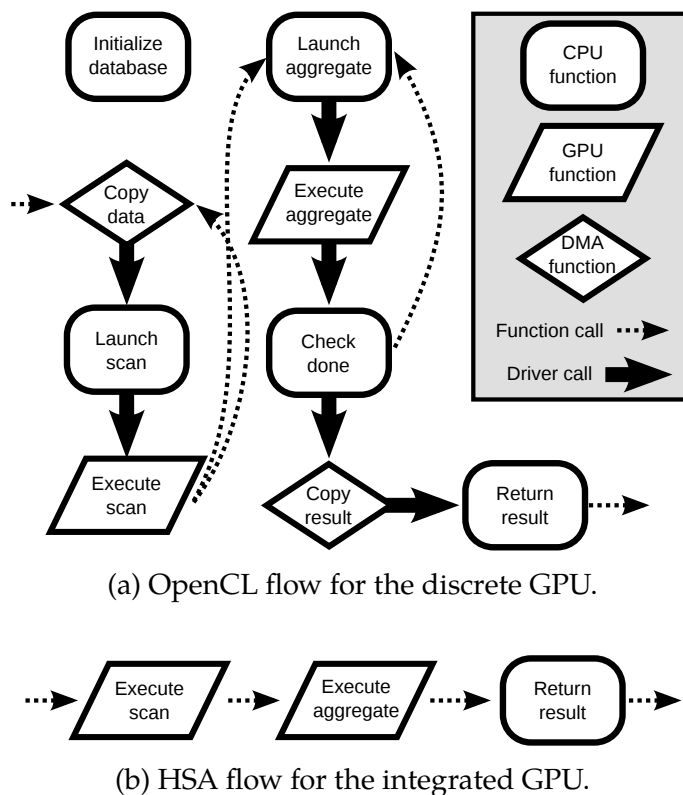 Initialize
database
Copy
data
Launch
scan
Execute
scan
Launch
aggregate
Execute
aggregate
Check
done
Copy
result
Return
result
CPU
function
GPU
function
DMA
function
Function call
Driver call
(a) OpenCL flow for the discrete GPU.
Execute
scan
Execute
aggregate
Return
result
(b) HSA flow for the integrated GPU.